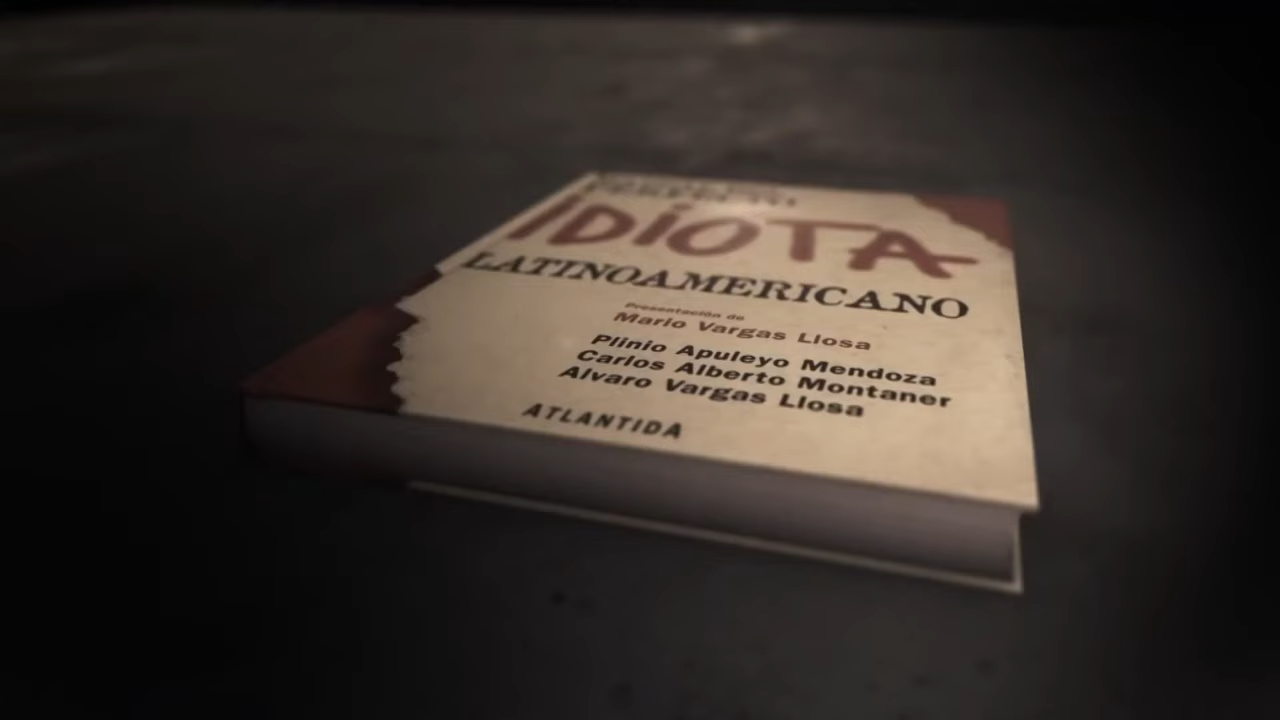 IDIOTA
LATINOAMERICANO
Presentación de
Mario Vargas Llosa
Plinio Apuleyo Mendoza
Carlos Alberto Montaner
Alvaro Vargas Llosa
ATLANTIDA